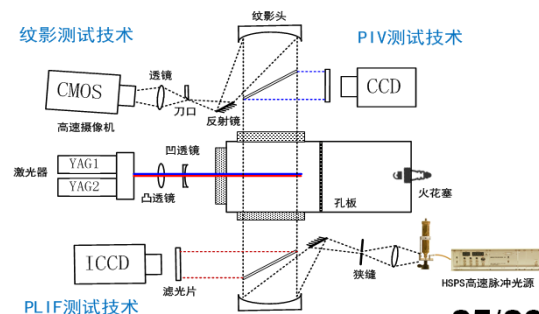 纹影头
纹影测试技术
PIV测试技术
透镜
CMOS
CCD
刀口
反射镜
高速摄像机
凹透镜
YAG1
激光器
YAG2
凸透镜
孔板
火花塞
ICCD
滤光片
狭缝
HSPS高速脉冲光源
PLIF测试技术